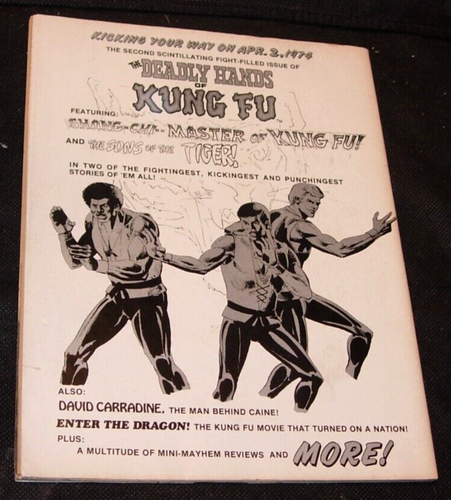 KICKING YOUR WAY ON APR. 2, 1974
THE SECOND SCINTILLATING FIGHT-FILLED ISSUE OF
THE DEADLY HANDS
OF
KUNG FU
FEATURING:
SHANG-CHI-- MASTER OF KUNG FU!
AND THE SONS OF THE TIGER!
IN TWO OF THE FIGHTINGEST, KICKINGEST AND PUNCHINGEST
STORIES OF 'EM ALL!
ALSO:
DAVID CARRADINE, THE MAN BEHIND CAINE!
ENTER THE DRAGON! THE KUNG FU MOVIE THAT TURNED ON A NATION!
PLUS:
A MULTITUDE OF MINI-MAYHEM REVIEWS AND MORE!